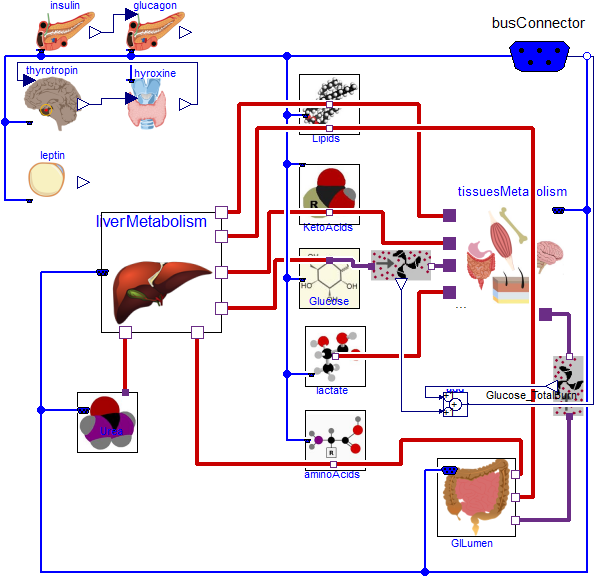 insulin
glucagon
busConnector
thyrotropin
hyroxine
leptin
Lipids
tissuesMetabolism
liverMetabolism
R
KetoAcids
OH
HO
OH
OH
Glucose
...
lactate
Glucose_TotalBurn
Urea
R
aminoAcids
GILumen